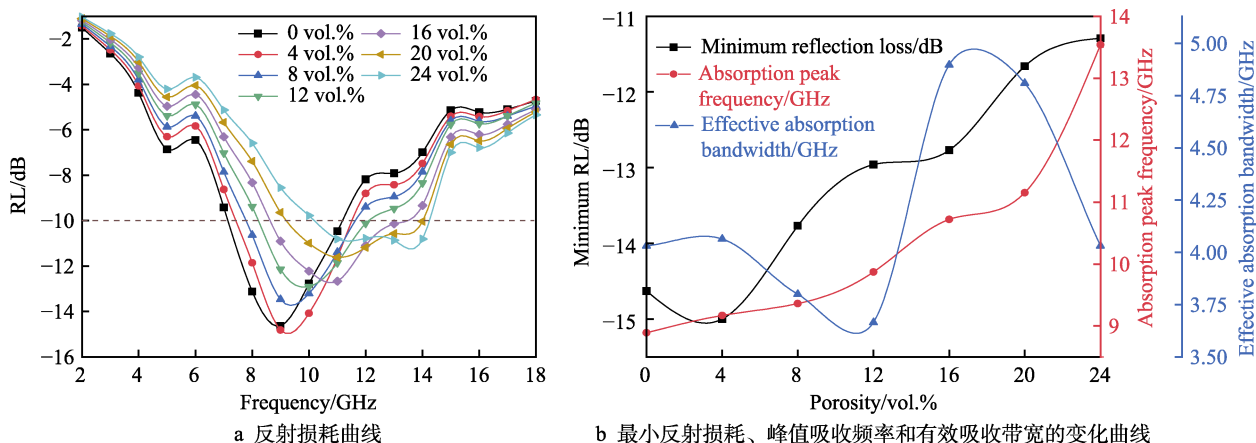 −2
−4
−6
−8
−10
−12
−14
−16
RL/dB
0 vol.%
4 vol.%
8 vol.%
12 vol.%
16 vol.%
20 vol.%
24 vol.%
2 4 6 8 10 12 14 16 18
Frequency/GHz
a 反射损耗曲线
−11
−12
−13
−14
−15
Minimum RL/dB
Minimum reflection loss/dB
Absorption peak
frequency/GHz
Effective absorption
bandwidth/GHz
0 4 8 12 16 20 24
Porosity/vol.%
14
13
12
11
10
9
8
Absorption peak frequency/GHz
5.00
4.75
4.50
4.25
4.00
3.75
3.50
Effective absorption bandwidth/GHz
b 最小反射损耗、峰值吸收频率和有效吸收带宽的变化曲线